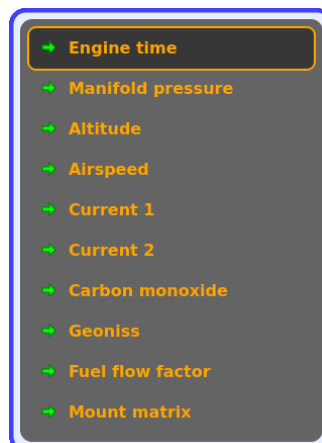 Engine time
Manifold pressure
Altitude
Airspeed
Current 1
Current 2
Carbon monoxide
Geoniss
Fuel flow factor
Mount matrix